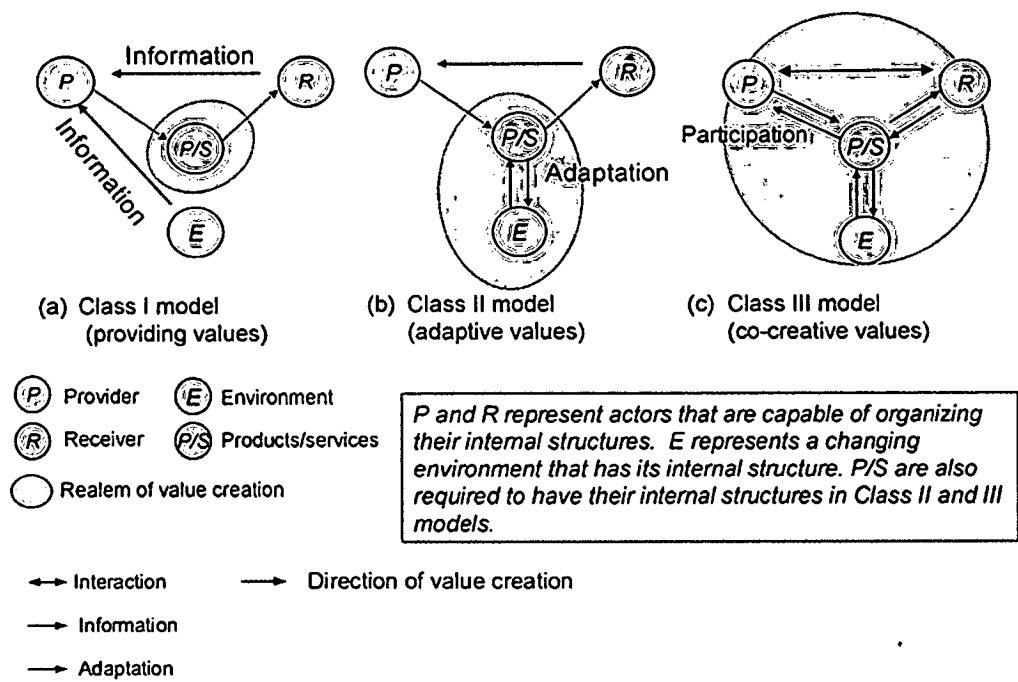 Information
P
R
P/S
Information
E
P
R
P/S
Adaptation
E
P
R
Participation
P/S
E
(a) Class I model
(providing values)
(b) Class II model
(adaptive values)
(c) Class III model
(co-creative values)
P Provider
E Environment
R Receiver
P/S Products/services
Realem of value creation
P and R represent actors that are capable of organizing
their internal structures. E represents a changing
environment that has its internal structure. P/S are also
required to have their internal structures in Class II and III
models.
Interaction
Direction of value creation
Information
Adaptation